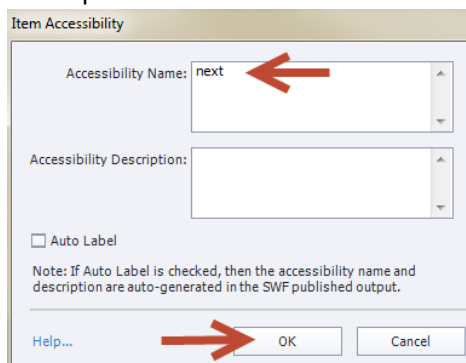 Item Accessibility
Accessibility Name: next
Accessibility Description:
Auto Label
Note: If Auto Label is checked, then the accessibility name and
description are auto-generated in the SWF published output.
Help... OK Cancel